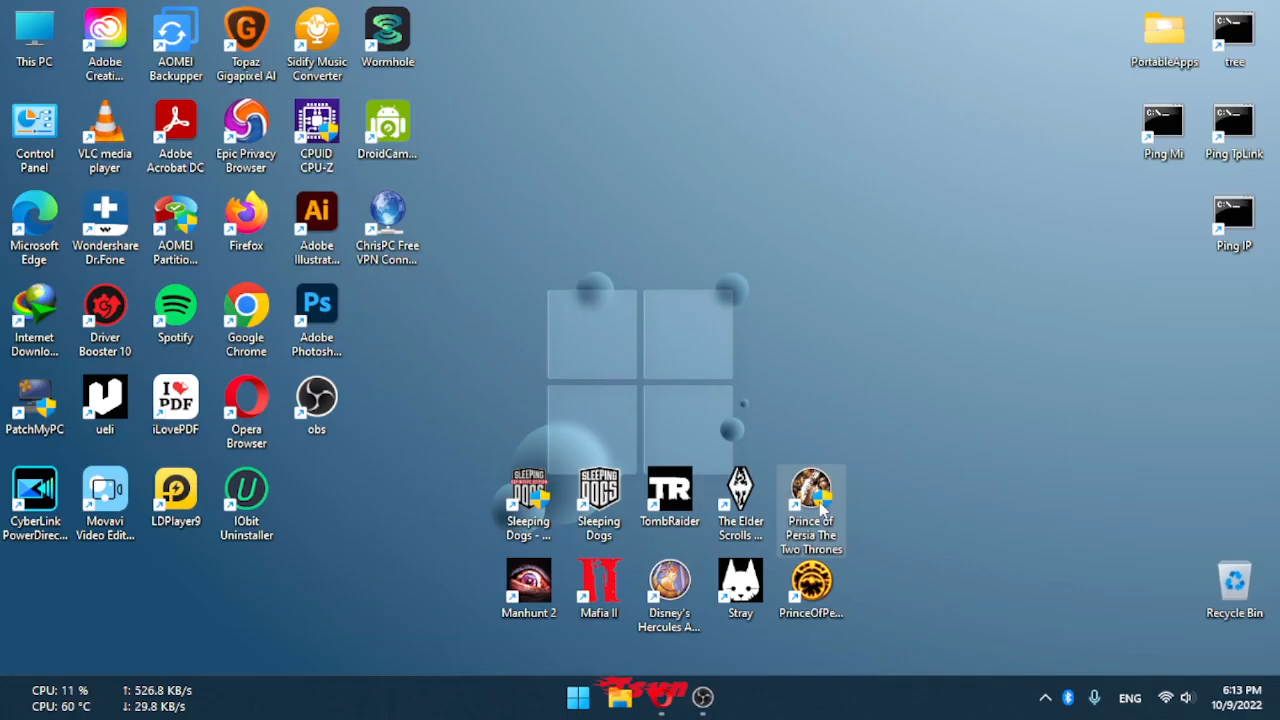 This PC
Adobe
Creati...
AOMEI
Backupper
Topaz
Gigapixel AI
Sidify Music
Converter
Wormhole
PortableApps
C:\_
tree
Control
Panel
VLC media
player
Adobe
Acrobat DC
Epic Privacy
Browser
CPUID
CPU-Z
DroidCam...
C:\_
Ping Mi
C:\_
Ping TpLink
Microsoft
Edge
Wondershare
Dr.Fone
AOMEI
Partitio...
Firefox
Ai
Adobe
Illustrat...
ChrisPC Free
VPN Conn...
C:\_
Ping IP
Internet
Downlo...
Driver
Booster 10
Spotify
Google
Chrome
Ps
Adobe
Photosh...
PatchMyPC
ueli
I
PDF
iLovePDF
Opera
Browser
obs
CyberLink
PowerDirec...
Movavi
Video Edit...
LDPlayer9
IObit
Uninstaller
SLEEPING
DOGS
Sleeping
Dogs - ...
SLEEPING
DOGS
Sleeping
Dogs
TR
TombRaider
The Elder
Scrolls ...
Prince of
Persia The
Two Thrones
Manhunt 2
II
Mafia II
Disney's
Hercules A...
Stray
PrinceOfPe...
Recycle Bin
CPU: 11 %
CPU: 60 °C
↑: 526.8 KB/s
↓: 29.8 KB/s
ENG
6:13 PM
10/9/2022